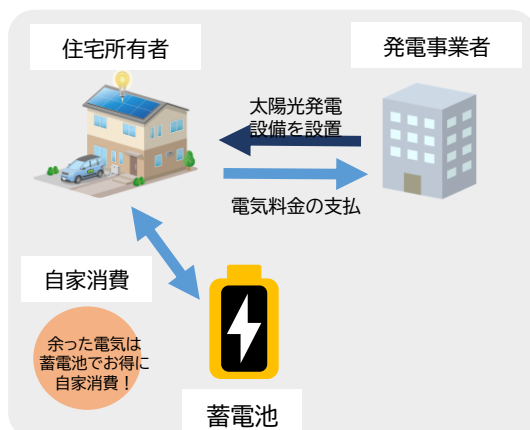 住宅所有者
発電事業者
太陽光発電
設備を設置
電気料金の支払
自家消費
余った電気は
蓄電池でお得に
自家消費！
蓄電池